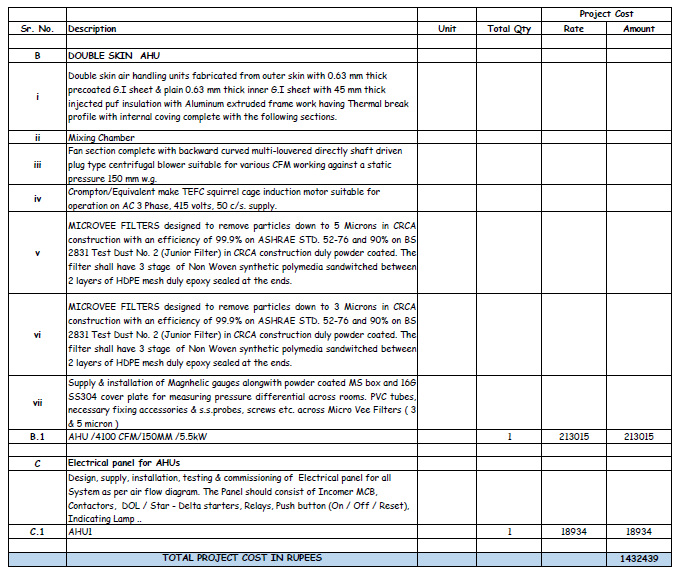 Project Cost
Sr. No. Description Unit Total Qty Rate Amount
B DOUBLE SKIN AHU
i Double skin air handling units fabricated from outer skin with 0.63 mm thick
precoated G.I sheet & plain 0.63 mm thick inner G.I sheet with 45 mm thick
injected puf insulation with Aluminum extruded frame work having Thermal break
profile with internal coving complete with the following sections.
ii Mixing Chamber
iii Fan section complete with backward curved multi-louvered directly shaft driven
plug type centrifugal blower suitable for various CFM working against a static
pressure 150 mm w.g.
iv Crompton/Equivalent make TEFC squirrel cage induction motor suitable for
operation on AC 3 Phase, 415 volts, 50 c/s. supply.
v MICROVEE FILTERS designed to remove particles down to 5 Microns in CRCA
construction with an efficiency of 99.9% on ASHRAE STD. 52-76 and 90% on BS
2831 Test Dust No. 2 (Junior Filter) in CRCA construction duly powder coated. The
filter shall have 3 stage of Non Woven synthetic polymedia sandwitched between
2 layers of HDPE mesh duly epoxy sealed at the ends.
vi MICROVEE FILTERS designed to remove particles down to 3 Microns in CRCA
construction with an efficiency of 99.9% on ASHRAE STD. 52-76 and 90% on BS
2831 Test Dust No. 2 (Junior Filter) in CRCA construction duly powder coated. The
filter shall have 3 stage of Non Woven synthetic polymedia sandwitched between
2 layers of HDPE mesh duly epoxy sealed at the ends.
vii Supply & installation of Magnhelic gauges alongwith powder coated MS box and 16G
SS304 cover plate for measuring pressure differential across rooms. PVC tubes,
necessary fixing accessories & s.s.probes, screws etc. across Micro Vee Filters ( 3
& 5 micron )
B.1 AHU /4100 CFM/150MM /5.5kW 1 213015 213015
C Electrical panel for AHUs
Design, supply, installation, testing & commissioning of Electrical panel for all
System as per air flow diagram. The Panel should consist of Incomer MCB,
Contactors, DOL / Star - Delta starters, Relays, Push button (On / Off / Reset),
Indicating Lamp ..
C.1 AHU1 1 18934 18934
TOTAL PROJECT COST IN RUPEES 1432439